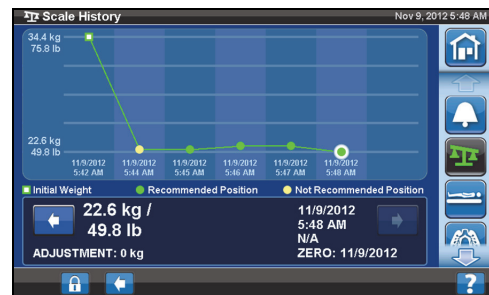 Scale History
Nov 9, 2012 5:48 AM
34.4 kg
75.8 lb
22.6 kg
49.8 lb
11/9/2012 11/9/2012 11/9/2012 11/9/2012 11/9/2012 11/9/2012
5:42 AM 5:44 AM 5:45 AM 5:46 AM 5:47 AM 5:48 AM
Initial Weight Recommended Position Not Recommended Position
22.6 kg /
49.8 lb
ADJUSTMENT: 0 kg
11/9/2012
5:48 AM
N/A
ZERO: 11/9/2012
?